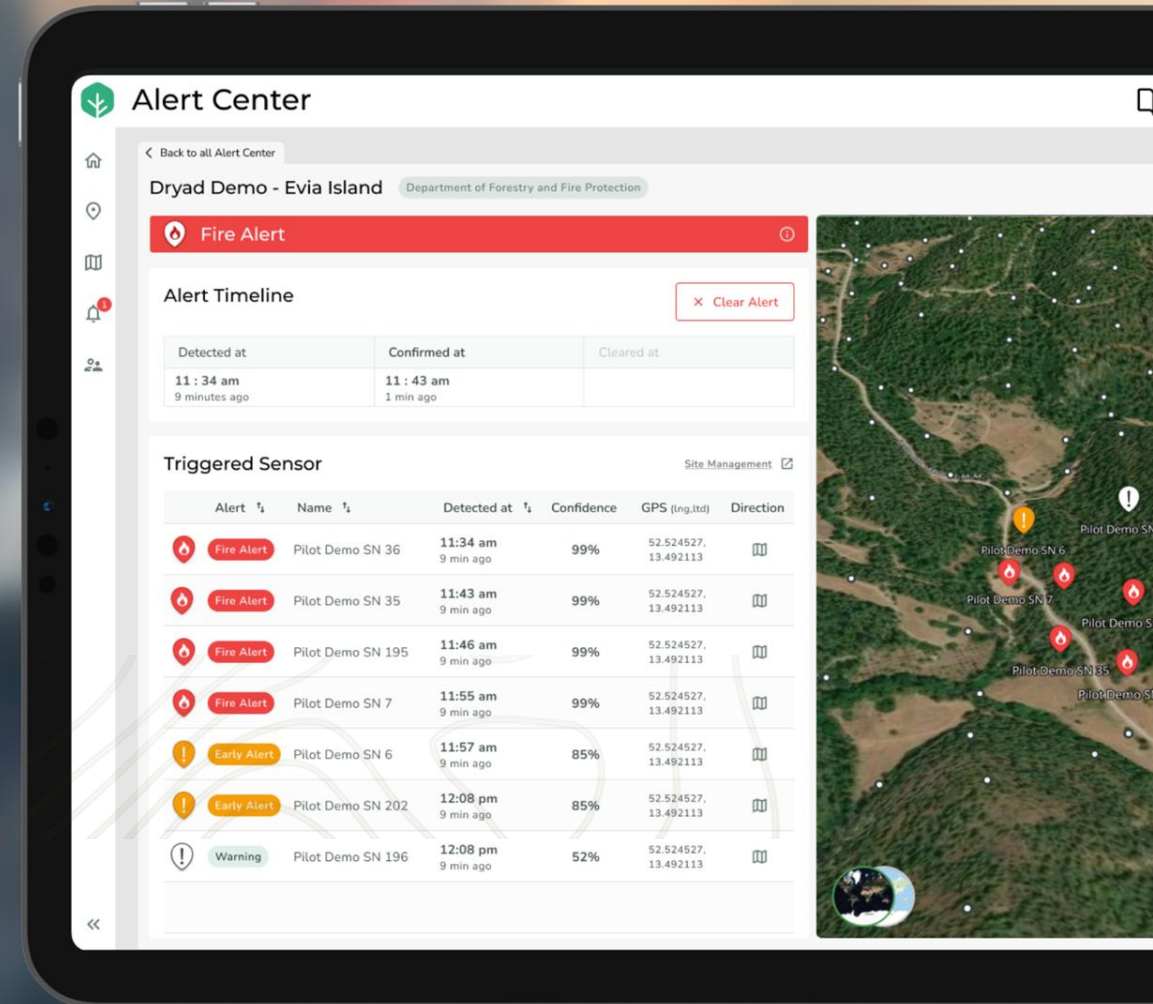 Alert Center
Back to all Alert Center
Dryad Demo - Evia Island Department of Forestry and Fire Protection
Fire Alert
Alert Timeline
× Clear Alert
Detected at Confirmed at Cleared at
11 : 34 am 11 : 43 am
9 minutes ago 1 min ago
1
Triggered Sensor
Site Management
Alert Name Detected at Confidence GPS (lng,ltd) Direction
Fire Alert Pilot Demo SN 36 11:34 am 99% 52.524527,
9 min ago 13.492113
Fire Alert Pilot Demo SN 35 11:43 am 99% 52.524527,
9 min ago 13.492113
Fire Alert Pilot Demo SN 195 11:46 am 99% 52.524527,
9 min ago 13.492113
Fire Alert Pilot Demo SN 7 11:55 am 99% 52.524527,
9 min ago 13.492113
Early Alert Pilot Demo SN 6 11:57 am 85% 52.524527,
9 min ago 13.492113
Early Alert Pilot Demo SN 202 12:08 pm 85% 52.524527,
9 min ago 13.492113
Warning Pilot Demo SN 196 12:08 pm 52% 52.524527,
9 min ago 13.492113
Pilot Demo SN
Pilot Demo SN 6
Pilot Demo SN 7
Pilot Demo S
Pilot Demo SN 35
Pilot Demo S